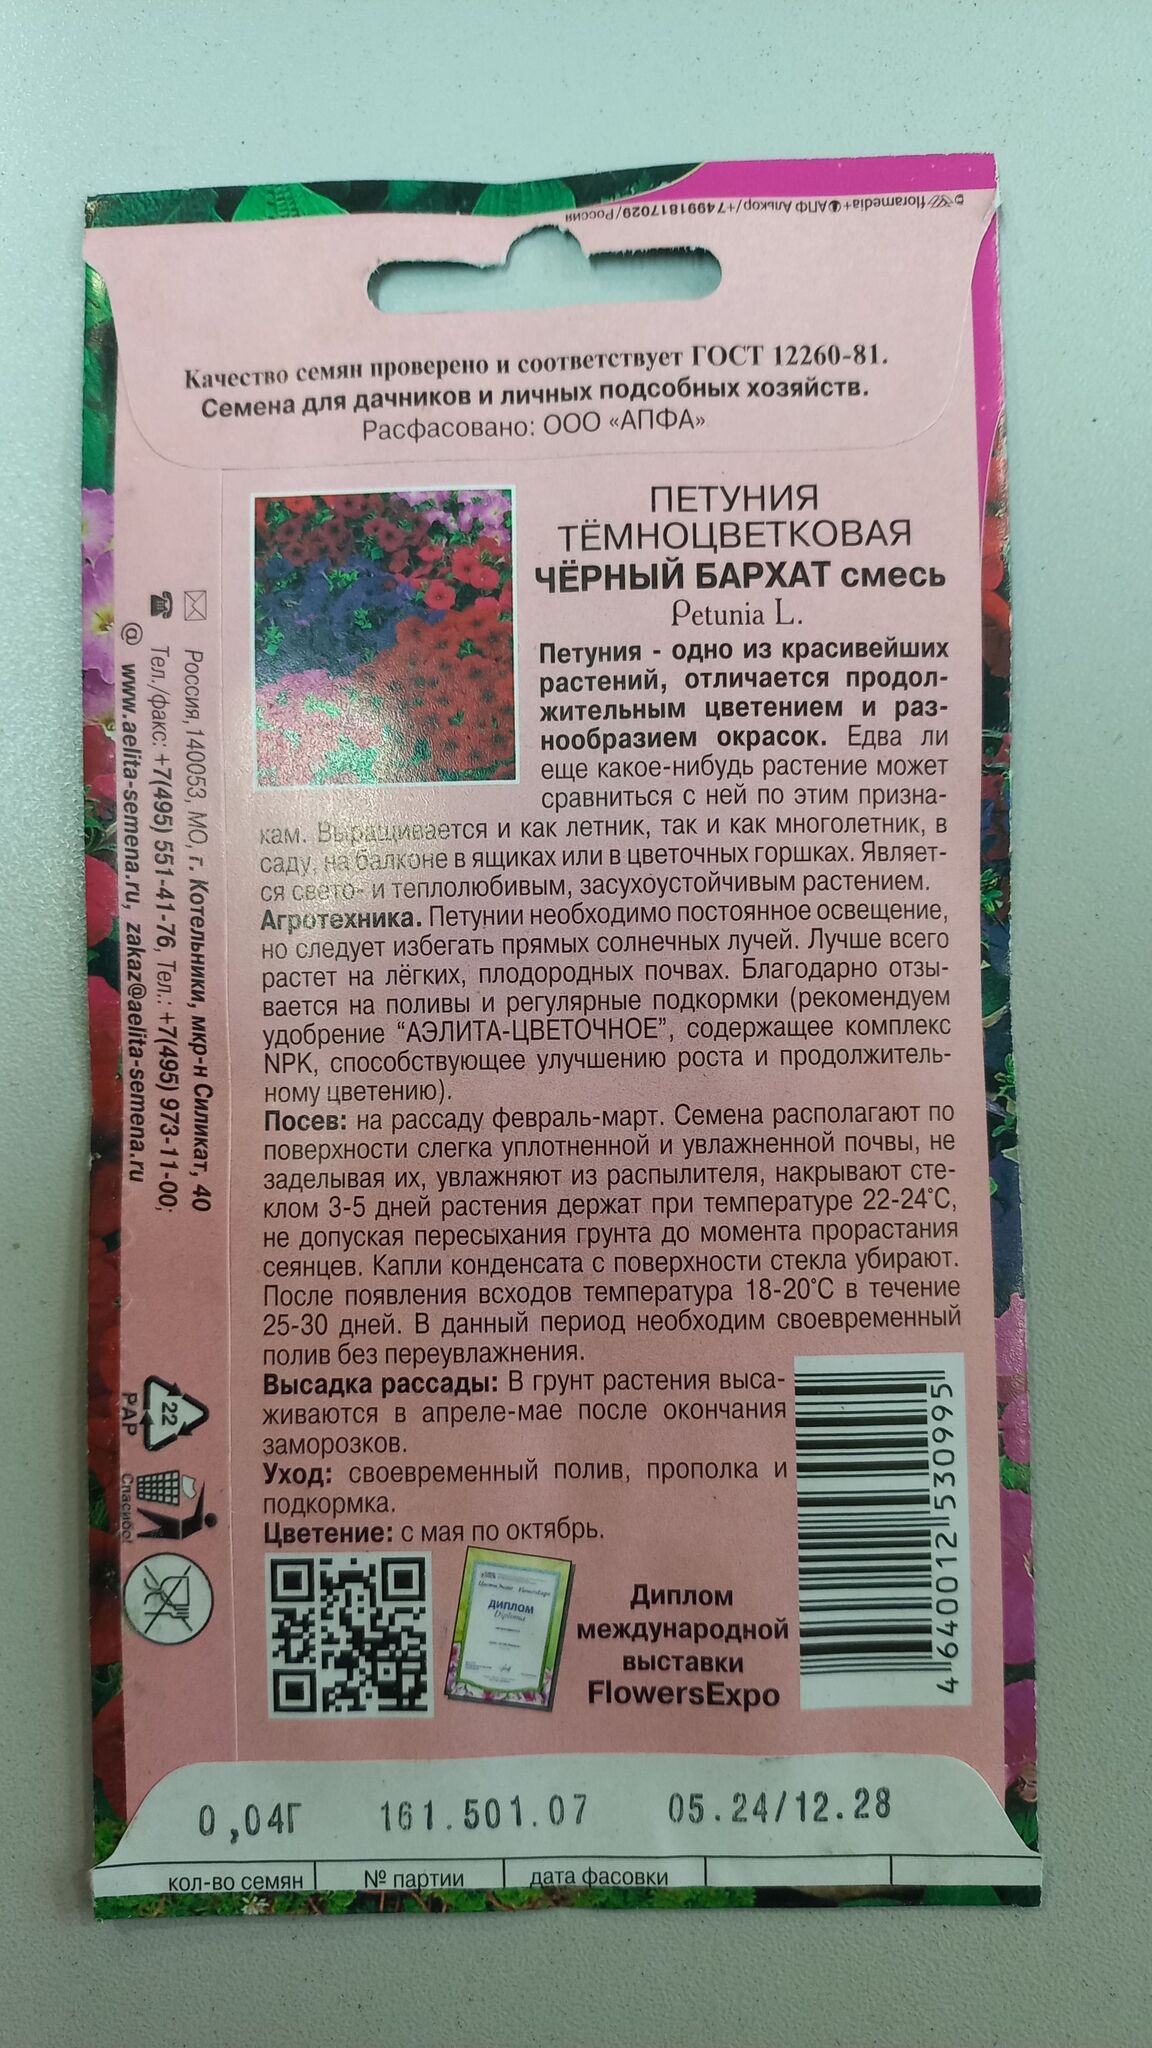 © floramedia+АПФ Алькор/+74991817029/Россия
Качество семян проверено и соответствует ГОСТ 12260-81.
Семена для дачников и личных подсобных хозяйств.
Расфасовано: ООО «АПФА»
ПЕТУНИЯ
ТЁМНОЦВЕТКОВАЯ
ЧЁРНЫЙ БАРХАТ смесь
Petunia L.
Петуния - одно из красивейших
растений, отличается продол-
жительным цветением и раз-
нообразием окрасок. Едва ли
еще какое-нибудь растение может
сравниться с ней по этим призна-
кам. Выращивается и как летник, так и как многолетник, в
саду, на балконе в ящиках или в цветочных горшках. Являет-
ся свето- и теплолюбивым, засухоустойчивым растением.
Агротехника. Петунии необходимо постоянное освещение,
но следует избегать прямых солнечных лучей. Лучше всего
растет на лёгких, плодородных почвах. Благодарно отзы-
вается на поливы и регулярные подкормки (рекомендуем
удобрение “АЭЛИТА-ЦВЕТОЧНОЕ”, содержащее комплекс
NPK, способствующее улучшению роста и продолжитель-
ному цветению).
Посев: на рассаду февраль-март. Семена располагают по
поверхности слегка уплотненной и увлажненной почвы, не
заделывая их, увлажняют из распылителя, накрывают сте-
клом 3-5 дней растения держат при температуре 22-24°С,
не допуская пересыхания грунта до момента прорастания
сеянцев. Капли конденсата с поверхности стекла убирают.
После появления всходов температура 18-20°С в течение
25-30 дней. В данный период необходим своевременный
полив без переувлажнения.
Высадка рассады: В грунт растения выса-
живаются в апреле-мае после окончания
заморозков.
Уход: своевременный полив, прополка и
подкормка.
Цветение: с мая по октябрь.
ДИПЛОМ
Diploma
Диплом
международной
выставки
FlowersExpo
4 640012 530995
Россия,140053, МО, г. Котельники, мкр-н Силикат, 40
Тел./факс: +7(495) 551-41-76, Тел.: +7(495) 973-11-00;
@ www.aelita-semena.ru, zakaz@aelita-semena.ru
22
PAP
Спасибо!
0,04Г 161.501.07 05.24/12.28
кол-во семян № партии дата фасовки